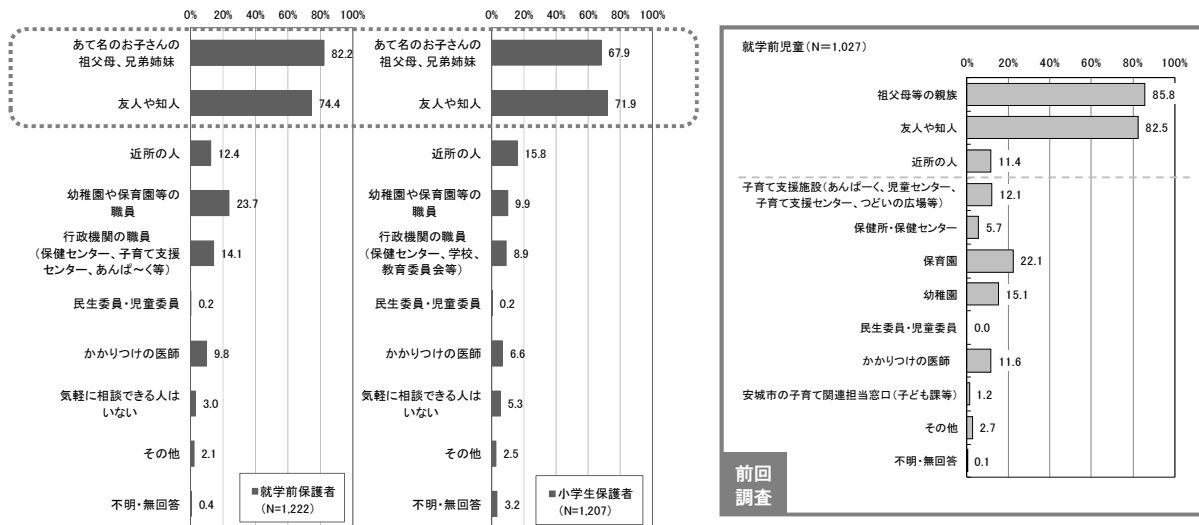 0% 20% 40% 60% 80% 100%
あて名のお子さんの
祖父母、兄弟姉妹
82.2
友人や知人
74.4
近所の人
12.4
幼稚園や保育園等の
職員
23.7
行政機関の職員
(保健センター、子育て支援
センター、あんぱ～く等)
14.1
民生委員・児童委員
0.2
かかりつけの医師
9.8
気軽に相談できる人は
いない
3.0
その他
2.1
不明・無回答
0.4
■就学前保護者
(N=1,222)
0% 20% 40% 60% 80% 100%
あて名のお子さんの
祖父母、兄弟姉妹
67.9
友人や知人
71.9
近所の人
15.8
幼稚園や保育園等の
職員
9.9
行政機関の職員
(保健センター、学校、
教育委員会等)
8.9
民生委員・児童委員
0.2
かかりつけの医師
6.6
気軽に相談できる人は
いない
5.3
その他
2.5
不明・無回答
3.2
■小学生保護者
(N=1,207)
就学前児童(N=1,027)
0% 20% 40% 60% 80% 100%
祖父母等の親族
85.8
友人や知人
82.5
近所の人
11.4
子育て支援施設(あんぱーく、児童センター、
子育て支援センター、つどいの広場等)
12.1
保健所・保健センター
5.7
保育園
22.1
幼稚園
15.1
民生委員・児童委員
0.0
かかりつけの医師
11.6
安城市の子育て関連担当窓口(子ども課等)
1.2
その他
2.7
不明・無回答
0.1
前回
調査